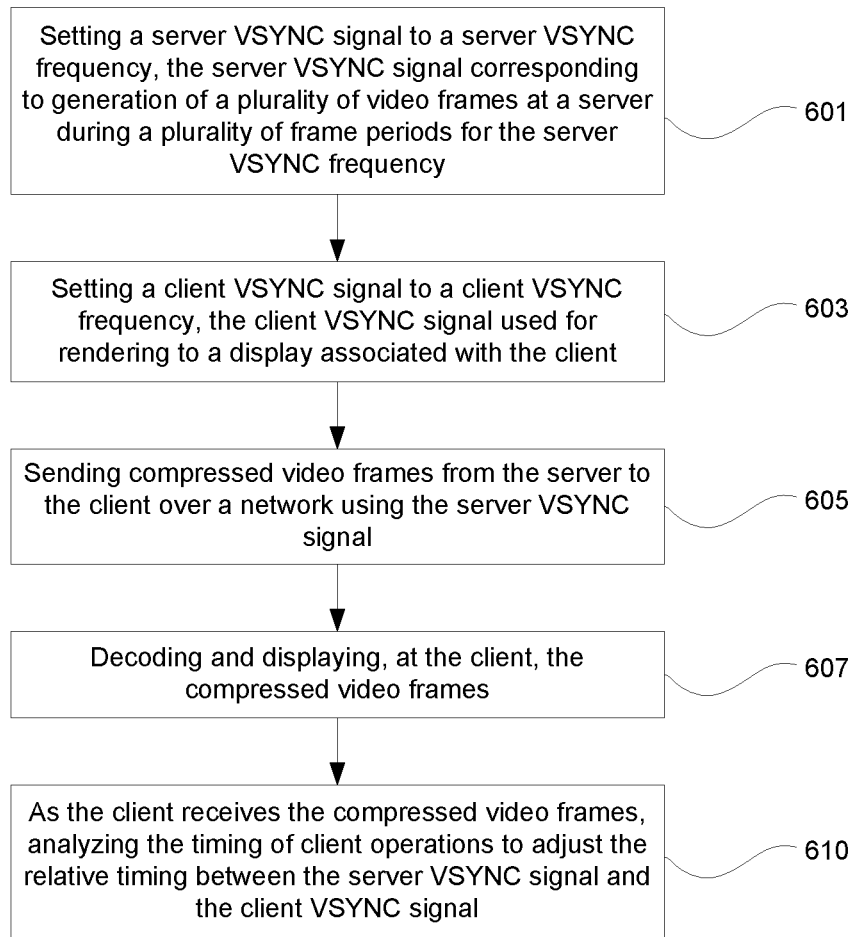 Setting a server VSYNC signal to a server VSYNC
frequency, the server VSYNC signal corresponding
to generation of a plurality of video frames at a server
during a plurality of frame periods for the server
VSYNC frequency
601
Setting a client VSYNC signal to a client VSYNC
frequency, the client VSYNC signal used for
rendering to a display associated with the client
603
Sending compressed video frames from the server to
the client over a network using the server VSYNC
signal
605
Decoding and displaying, at the client, the
compressed video frames
607
As the client receives the compressed video frames,
analyzing the timing of client operations to adjust the
relative timing between the server VSYNC signal and
the client VSYNC signal
610